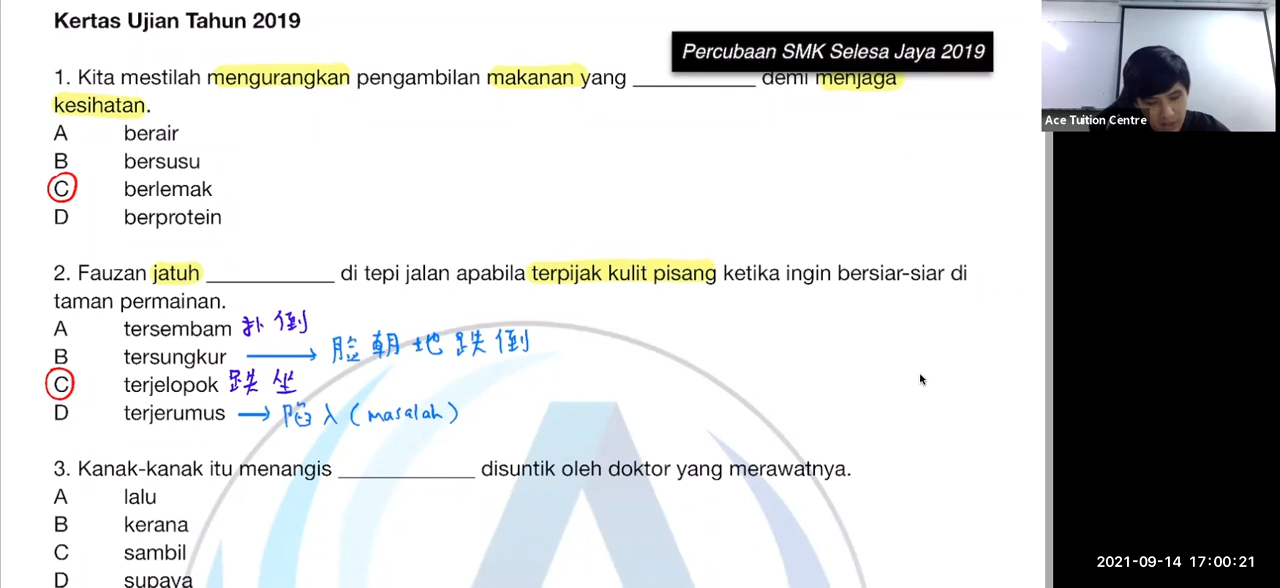 Kertas Ujian Tahun 2019
Percubaan SMK Selesa Jaya 2019
1. Kita mestilah mengurangkan pengambilan makanan yang __________ demi menjaga
kesihatan.
A berair
B bersusu
C berlemak
D berprotein
2. Fauzan jatuh ___________ di tepi jalan apabila terpijak kulit pisang ketika ingin bersiar-siar di
taman permainan.
A tersembam 扑倒
B tersungkur → 脸朝地跌倒
C terjelopok 跌坐
D terjerumus → 陷入 (masalah)
3. Kanak-kanak itu menangis ___________ disuntik oleh doktor yang merawatnya.
A lalu
B kerana
C sambil
D supaya
Ace Tuition Centre
2021-09-14 17:00:21